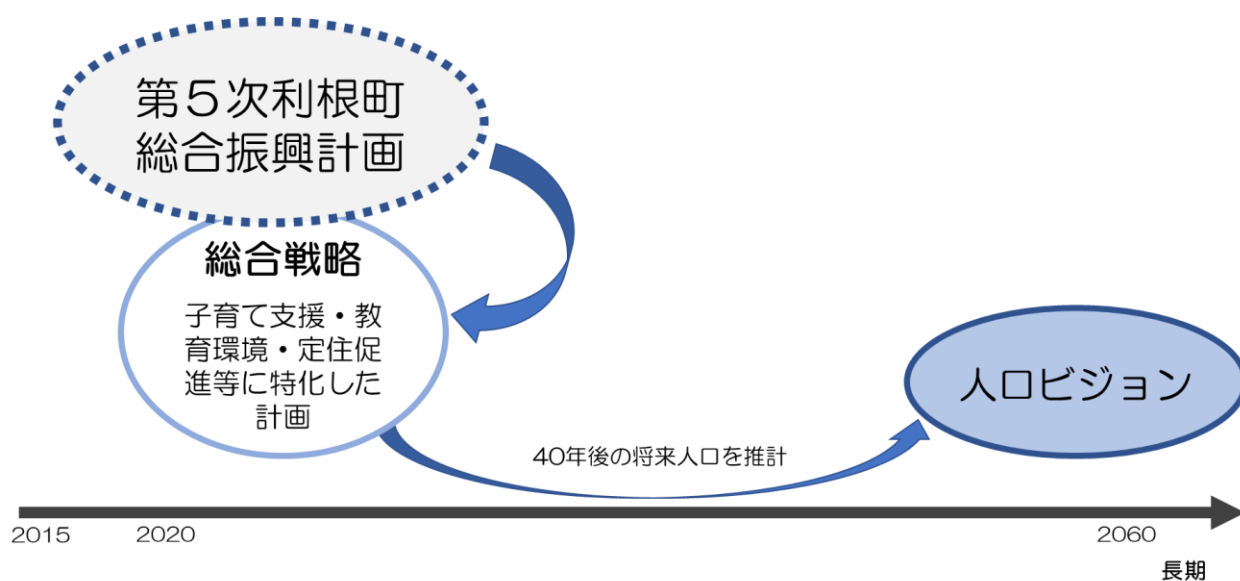 第５次利根町
総合振興計画
総合戦略
子育て支援・教
育環境・定住促
進等に特化した
計画
人口ビジョン
40年後の将来人口を推計
2015
2020
2060
長期